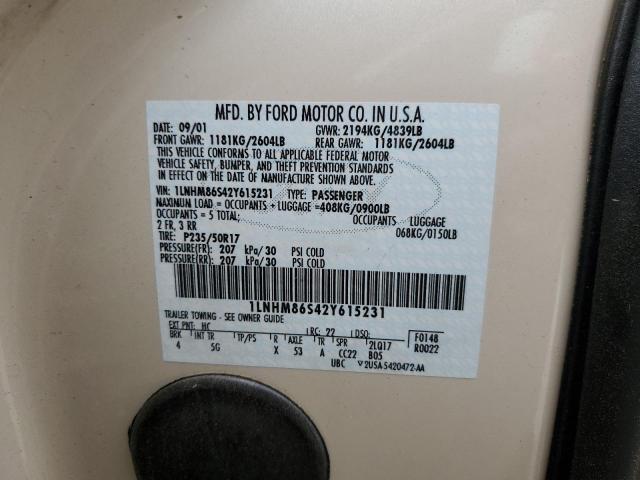 MFD. BY FORD MOTOR CO. IN U.S.A.
DATE: 09/01 GVWR: 2194KG/4839LB
FRONT GAWR: 1181KG/2604LB REAR GAWR: 1181KG/2604LB
THIS VEHICLE CONFORMS TO ALL APPLICABLE FEDERAL MOTOR
VEHICLE SAFETY, BUMPER, AND THEFT PREVENTION STANDARDS
IN EFFECT ON THE DATE OF MANUFACTURE SHOWN ABOVE.
VIN: 1LNHM86S42Y615231 TYPE: PASSENGER
MAXIMUM LOAD = OCCUPANTS + LUGGAGE =408KG/0900LB
OCCUPANTS = 5 TOTAL; OCCUPANTS LUGGAGE
2 FR, 3 RR 068KG/0150LB
TIRE: P235/50R17
PRESSURE(FR): 207 kPa/30 PSI COLD
PRESSURE(RR): 207 kPa/30 PSI COLD
1LNHM86S42Y615231
TRAILER TOWING - SEE OWNER GUIDE
EXT PNT: HC RC: 22 DSO: F0148
BRK INT TR TP/PS R AXLE TR SPR R0022
4 5G X 53 A CC22 2LQ17 B05
UBC 2USA5420472-AA